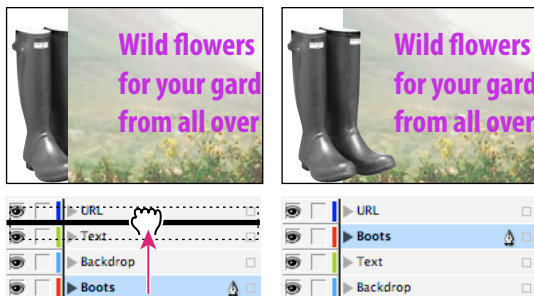 Wild flowers
for your gard
from all over
Wild flowers
for your gard
from all over
URL
Text
Backdrop
Boots
URL
Boots
Text
Backdrop